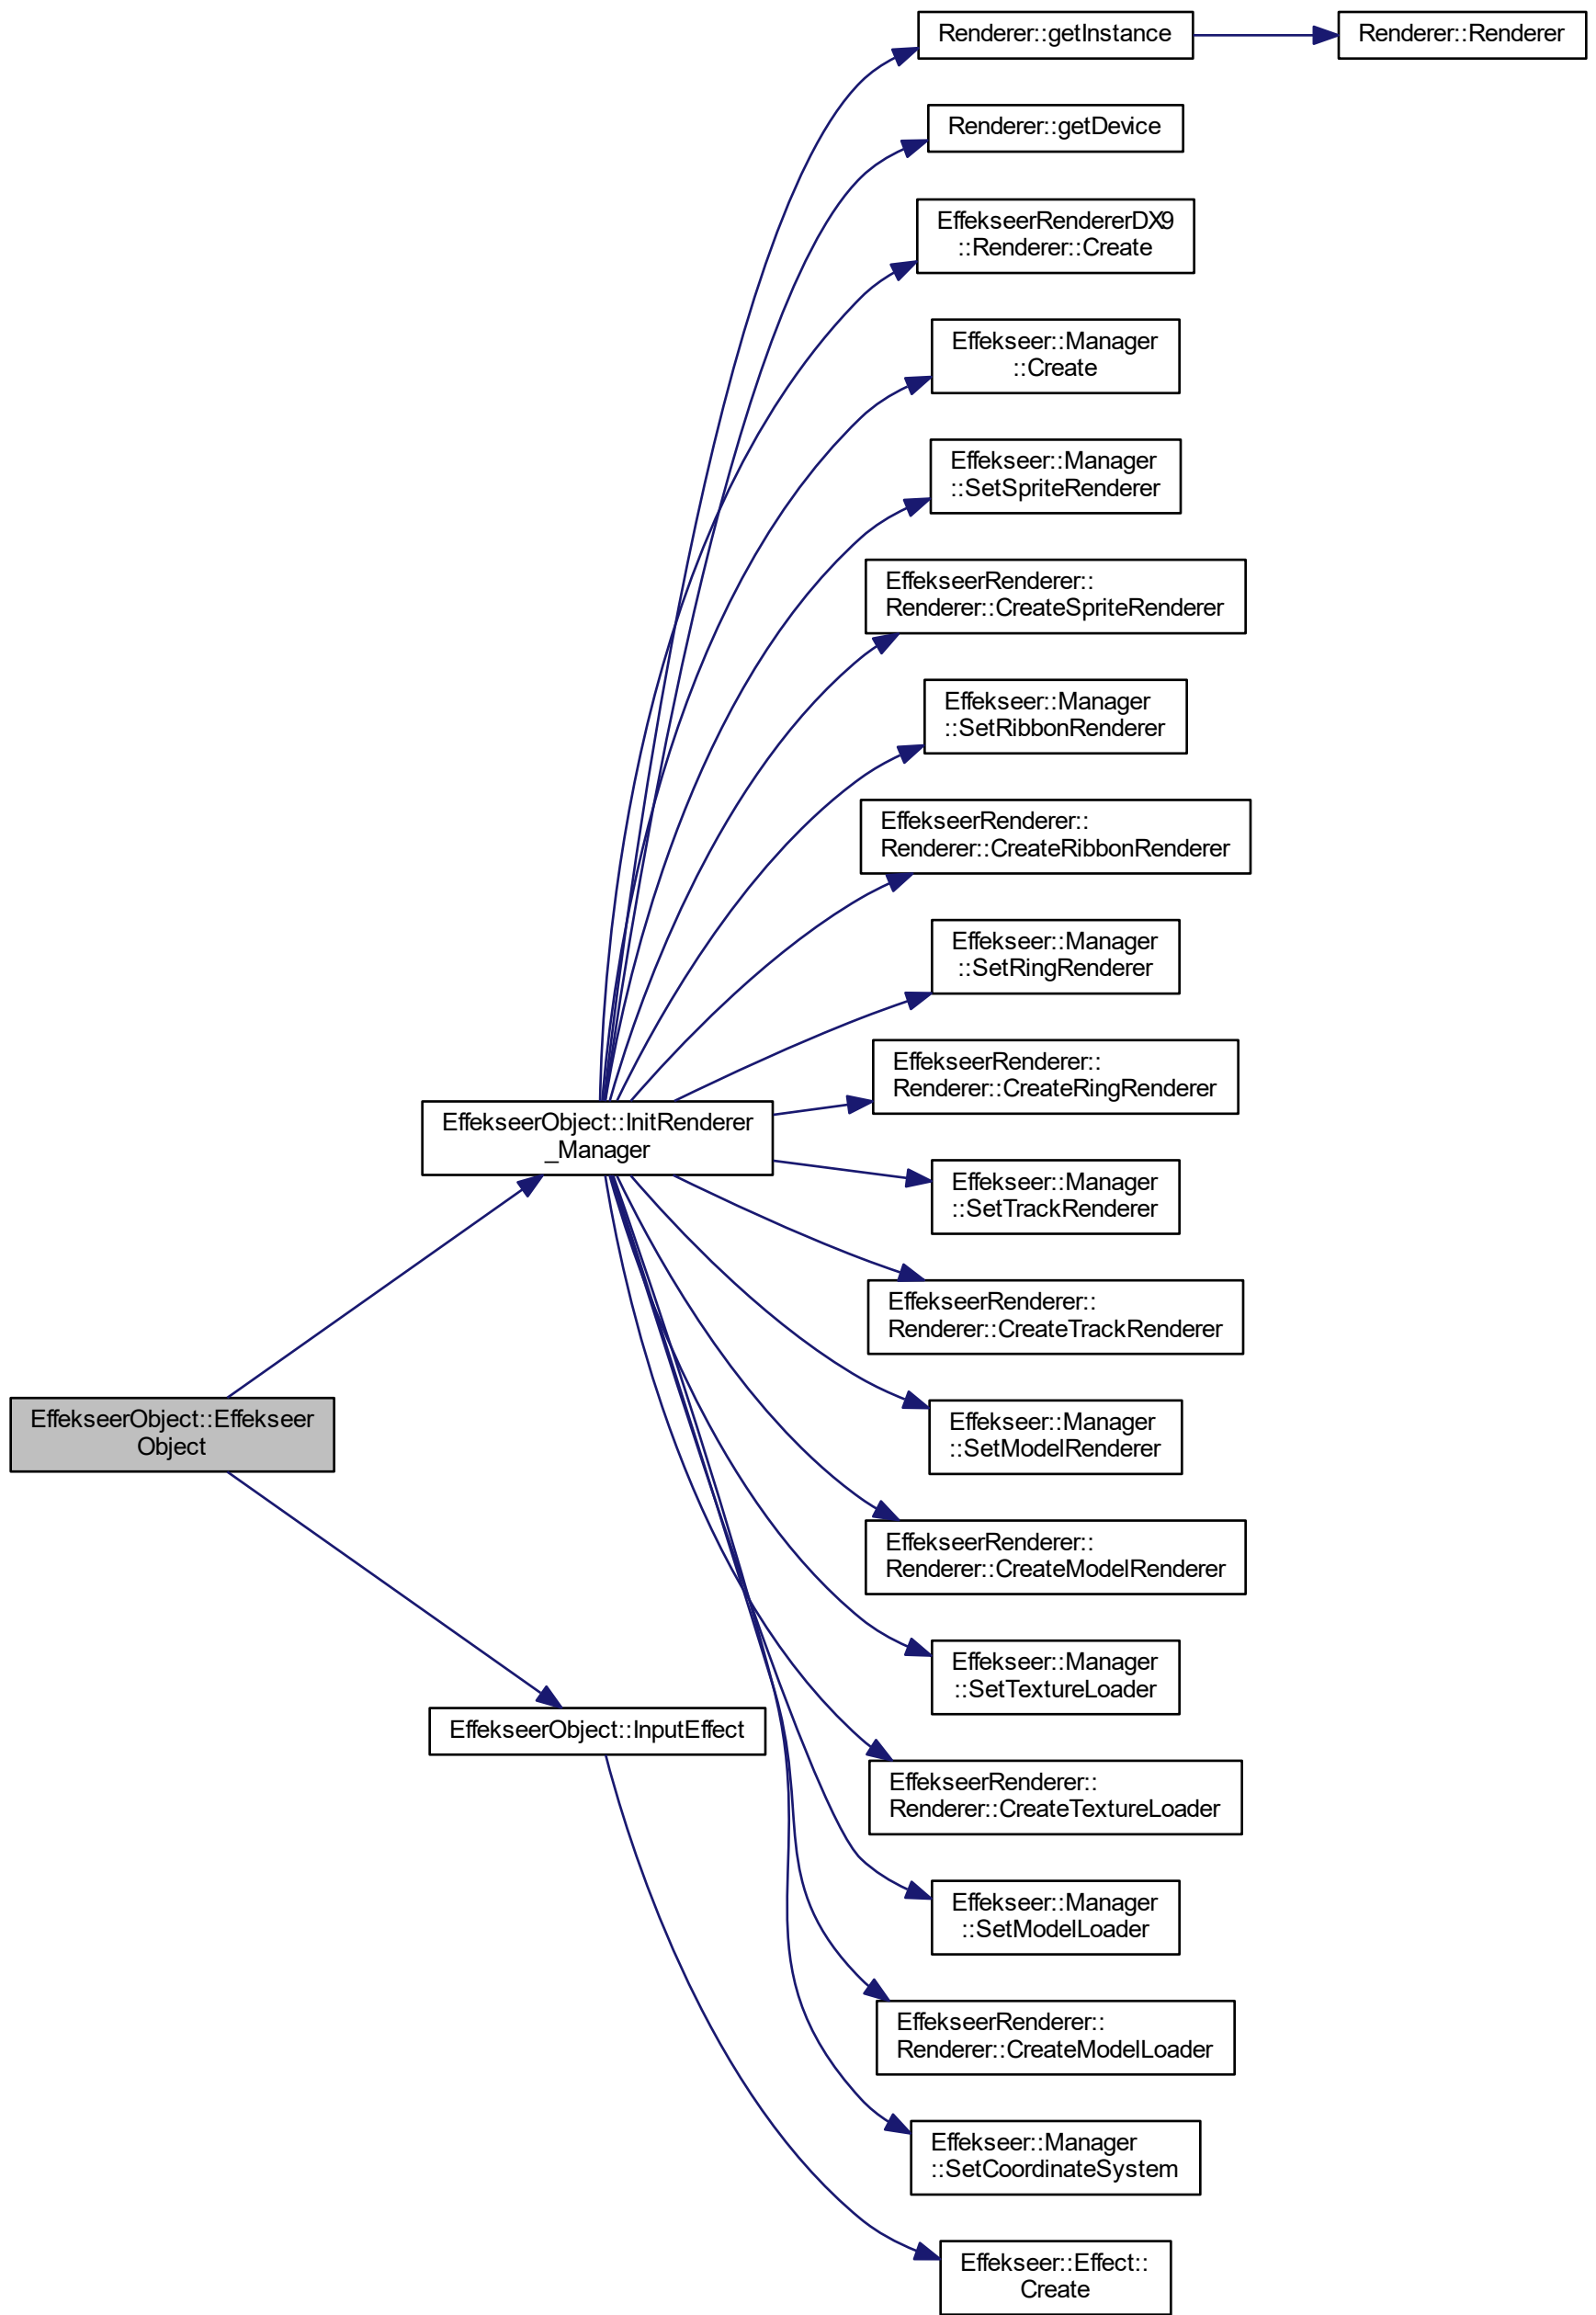 Renderer::getInstance
Renderer::Renderer
Renderer::getDevice
EffekseerRendererDX9
::Renderer::Create
Effekseer::Manager
::Create
Effekseer::Manager
::SetSpriteRenderer
EffekseerRenderer::
Renderer::CreateSpriteRenderer
Effekseer::Manager
::SetRibbonRenderer
EffekseerRenderer::
Renderer::CreateRibbonRenderer
Effekseer::Manager
::SetRingRenderer
EffekseerRenderer::
Renderer::CreateRingRenderer
EffekseerObject::InitRenderer
_Manager
Effekseer::Manager
::SetTrackRenderer
EffekseerRenderer::
Renderer::CreateTrackRenderer
EffekseerObject::Effekseer
Object
Effekseer::Manager
::SetModelRenderer
EffekseerRenderer::
Renderer::CreateModelRenderer
Effekseer::Manager
::SetTextureLoader
EffekseerObject::InputEffect
EffekseerRenderer::
Renderer::CreateTextureLoader
Effekseer::Manager
::SetModelLoader
EffekseerRenderer::
Renderer::CreateModelLoader
Effekseer::Manager
::SetCoordinateSystem
Effekseer::Effect::
Create